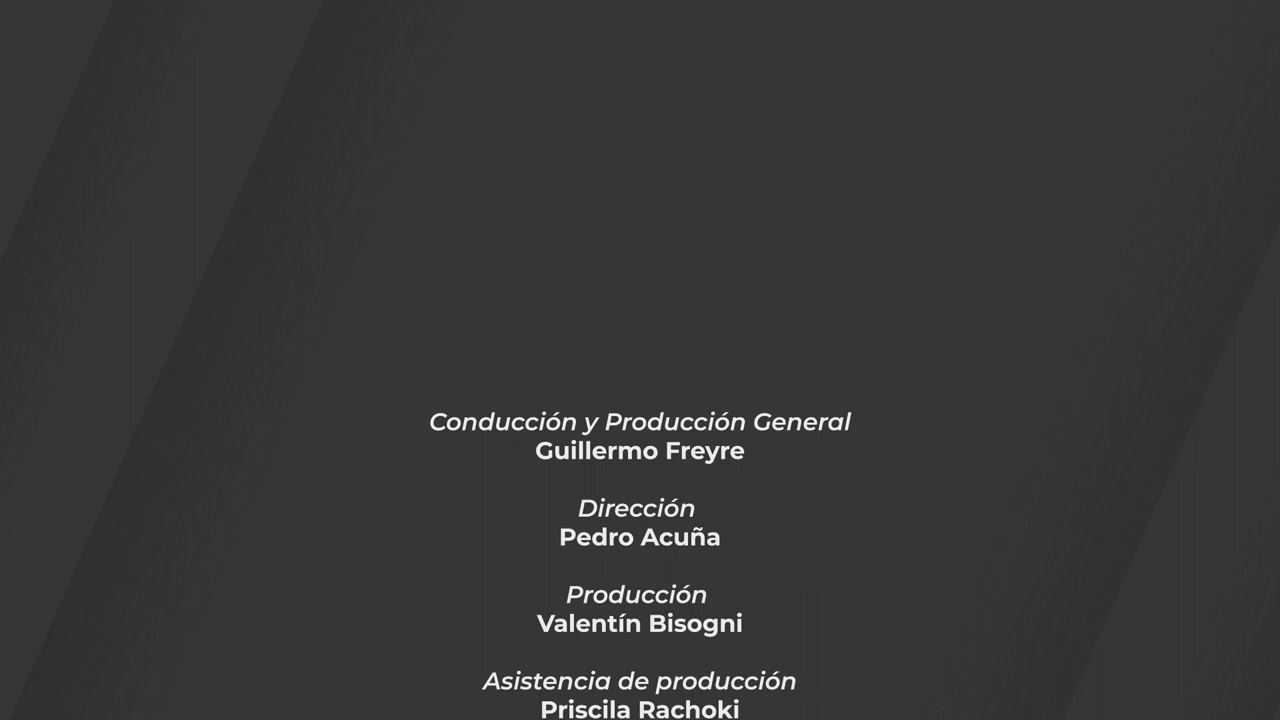 Conducción y Producción General
Guillermo Freyre
Dirección
Pedro Acuña
Producción
Valentín Bisogni
Asistencia de producción
Priscila Rachoki